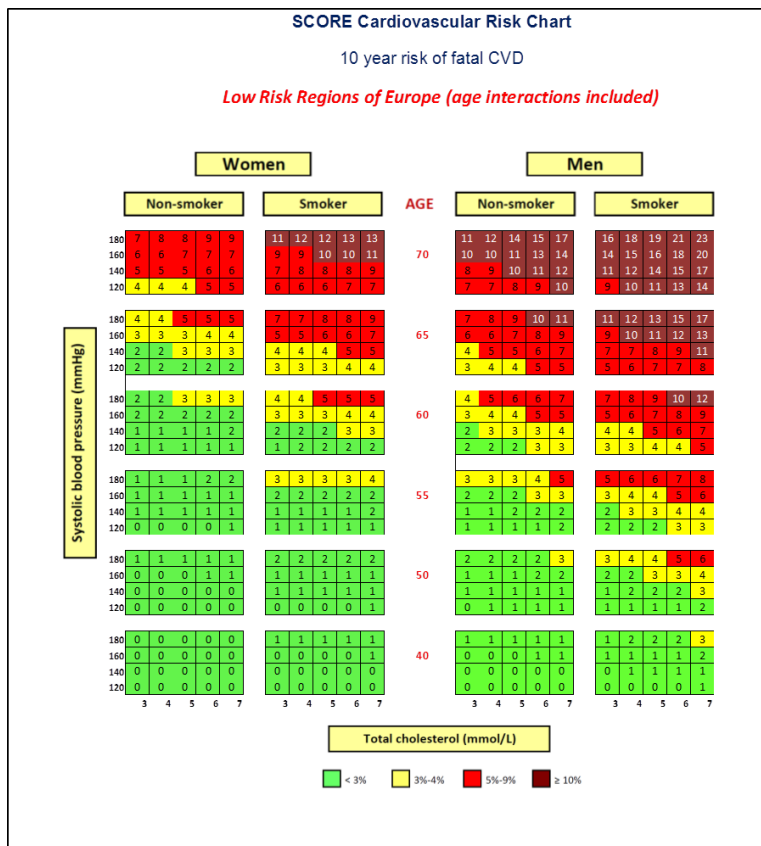 SCORE Cardiovascular Risk Chart
10 year risk of fatal CVD
Low Risk Regions of Europe (age interactions included)
Women Men
Non-smoker Smoker AGE Non-smoker Smoker
Systolic blood pressure (mmHg)
180 7 8 8 9 9 11 12 12 13 13 11 12 14 15 17 16 18 19 21 23
160 6 6 7 7 7 9 9 10 10 11 70 10 10 11 13 14 14 15 16 18 20
140 5 5 5 6 6 7 8 8 8 9 8 9 10 11 12 11 12 14 15 17
120 4 4 4 5 5 6 6 6 7 7 7 7 8 9 10 9 10 11 13 14
180 4 4 5 5 5 7 7 8 8 9 7 8 9 10 11 11 12 13 15 17
160 3 3 3 4 4 5 5 6 6 7 65 6 6 7 8 9 9 10 11 12 13
140 2 2 3 3 3 4 4 4 5 5 4 5 5 6 7 7 7 8 9 11
120 2 2 2 2 2 3 3 3 4 4 3 4 4 5 5 5 6 7 7 8
180 2 2 3 3 3 4 4 5 5 5 4 5 6 6 7 7 8 9 10 12
160 2 2 2 2 2 3 3 3 4 4 60 3 4 4 5 5 5 6 7 8 9
140 1 1 1 2 2 2 2 2 3 3 2 3 3 3 4 4 4 5 6 7
120 1 1 1 1 1 1 2 2 2 2 2 2 2 3 3 3 3 4 4 5
180 1 1 1 2 2 3 3 3 3 4 3 3 3 4 5 5 6 6 7 8
160 1 1 1 1 1 2 2 2 2 2 55 2 2 2 3 3 3 4 4 5 6
140 1 1 1 1 1 1 1 1 1 2 1 1 2 2 2 2 3 3 4 4
120 0 0 0 0 1 1 1 1 1 1 1 1 1 1 2 2 2 2 3 3
180 1 1 1 1 1 2 2 2 2 2 2 2 2 2 3 3 4 4 5 6
160 0 0 0 1 1 1 1 1 1 1 50 1 1 1 2 2 2 2 3 3 4
140 0 0 0 0 0 1 1 1 1 1 1 1 1 1 1 1 2 2 2 3
120 0 0 0 0 0 0 0 0 0 1 0 1 1 1 1 1 1 1 1 2
180 0 0 0 0 0 1 1 1 1 1 1 1 1 1 1 1 2 2 2 3
160 0 0 0 0 0 0 0 0 0 1 40 0 0 0 1 1 1 1 1 1 2
140 0 0 0 0 0 0 0 0 0 0 0 0 0 0 0 0 1 1 1 1
120 0 0 0 0 0 0 0 0 0 0 0 0 0 0 0 0 0 0 0 1
3 4 5 6 7 3 4 5 6 7 3 4 5 6 7 3 4 5 6 7
Total cholesterol (mmol/L)
< 3% 3%-4% 5%-9% ≥ 10%